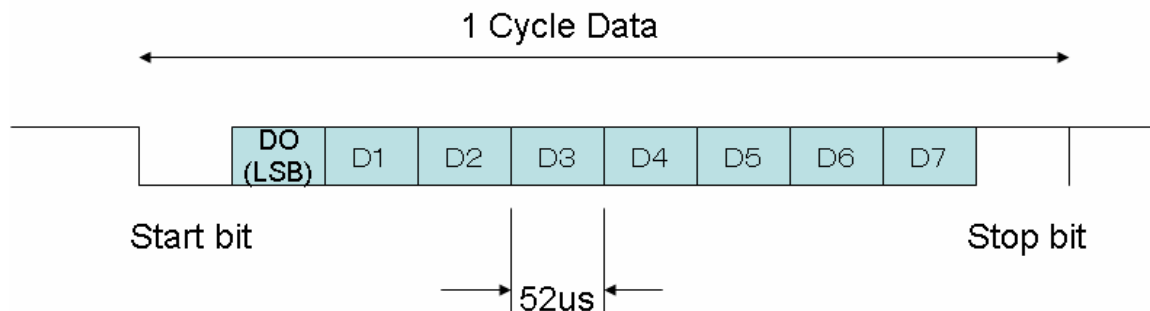 1 Cycle Data
DO
(LSB)
D1
D2
D3
D4
D5
D6
D7
Start bit
Stop bit
52us